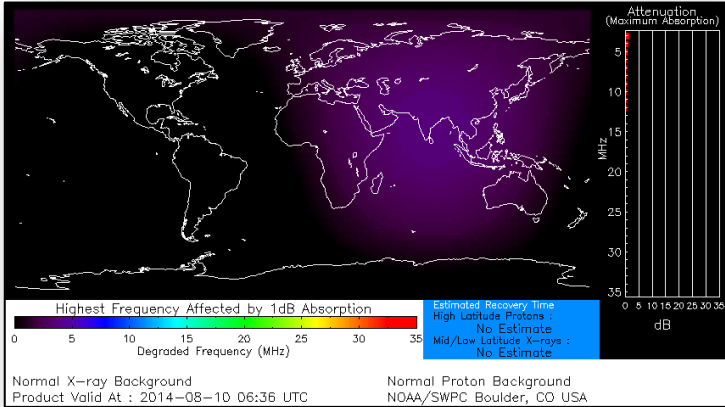 Attenuation
(Maximum Absorption)
5
10
15
20
25
30
35
MHz
0 5 10 15 20 25 30 35
dB
Highest Frequency Affected by 1dB Absorption
0 5 10 15 20 25 30 35
Degraded Frequency (MHz)
Estimated Recovery Time
High Latitude Protons :
No Estimate
Mid/Low Latitude X-rays :
No Estimate
Normal X-ray Background
Normal Proton Background
Product Valid At : 2014-08-10 06:36 UTC
NOAA/SWPC Boulder, CO USA